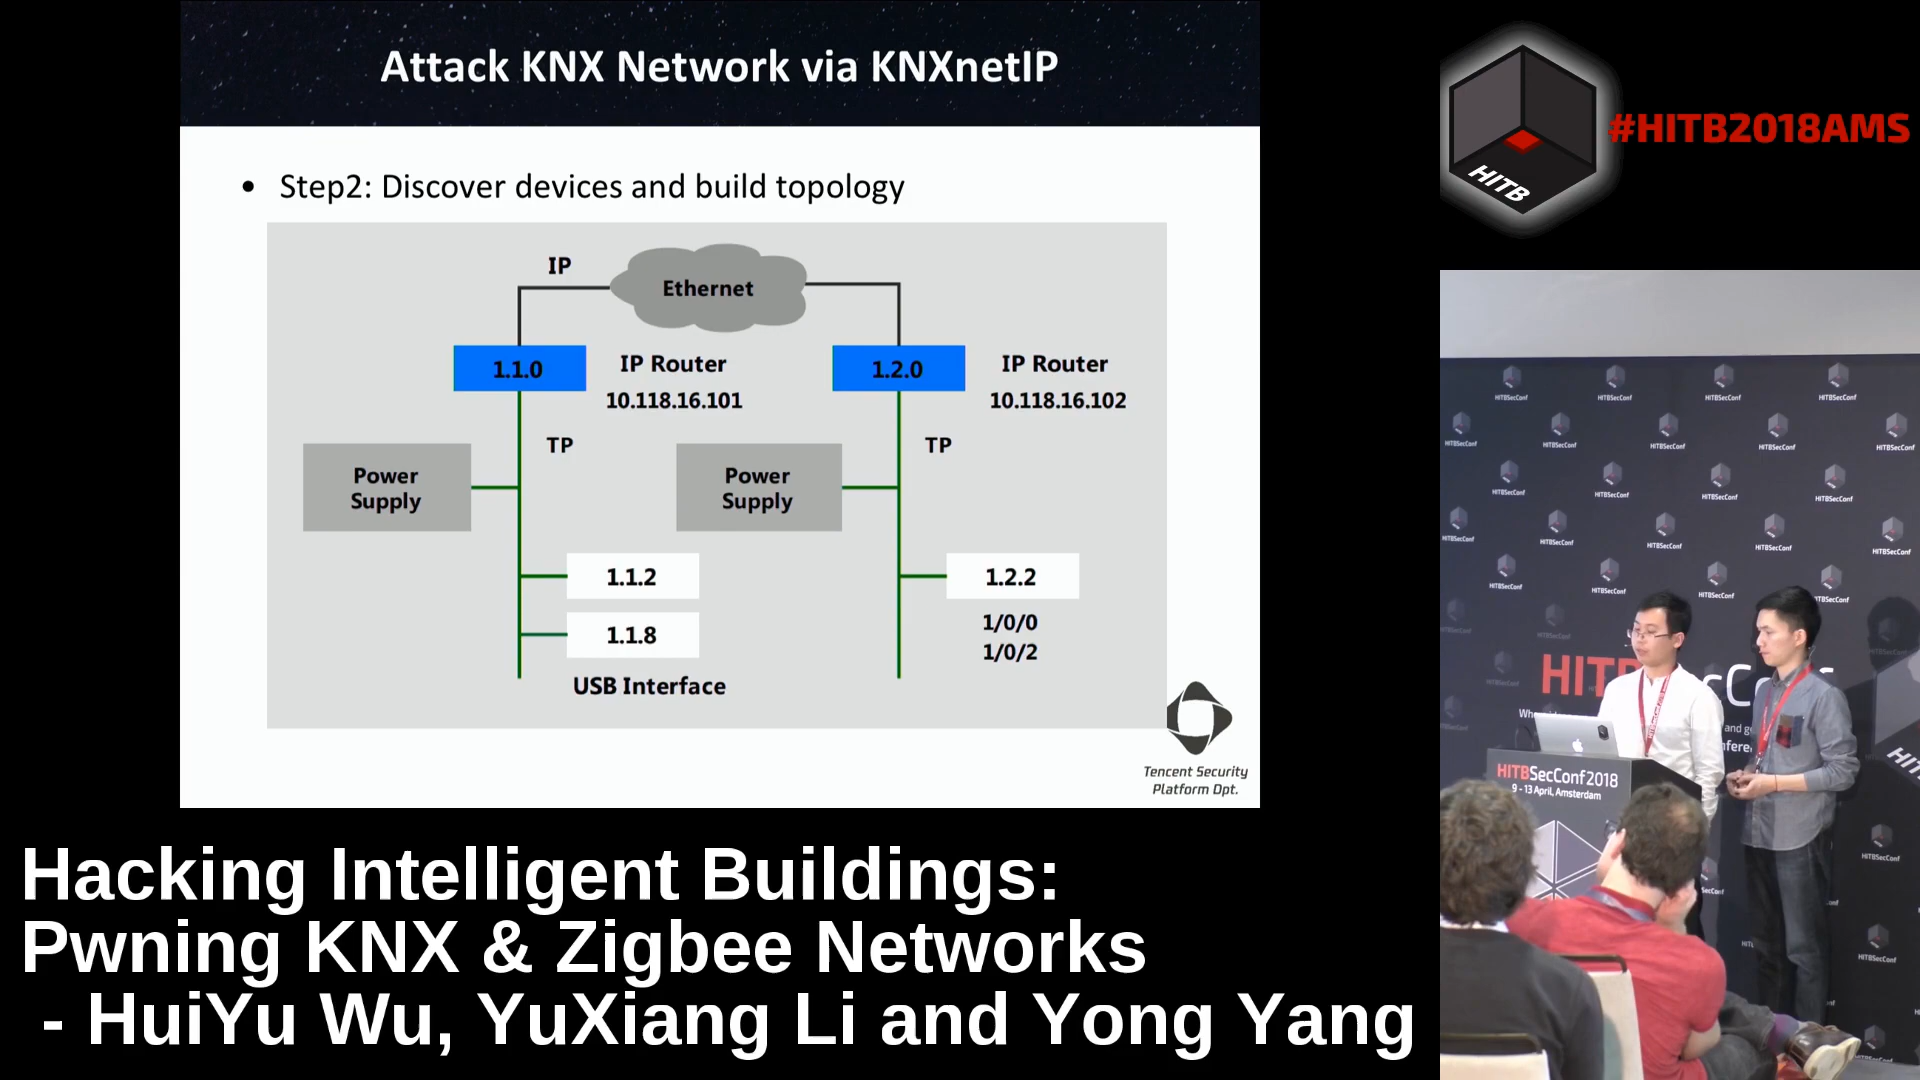 Attack KNX Network via KNXnetIP
• Step2: Discover devices and build topology
IP
Ethernet
1.1.0
IP Router
10.118.16.101
1.2.0
IP Router
10.118.16.102
TP
TP
Power
Supply
Power
Supply
1.1.2
1.1.8
USB Interface
1.2.2
1/0/0
1/0/2
Tencent Security
Platform Dpt.
HITB
#HITB2018AMS
HITBSecConf
HITBSecConf2018
9 - 13 April, Amsterdam
Hacking Intelligent Buildings:
Pwning KNX & Zigbee Networks
- HuiYu Wu, YuXiang Li and Yong Yang